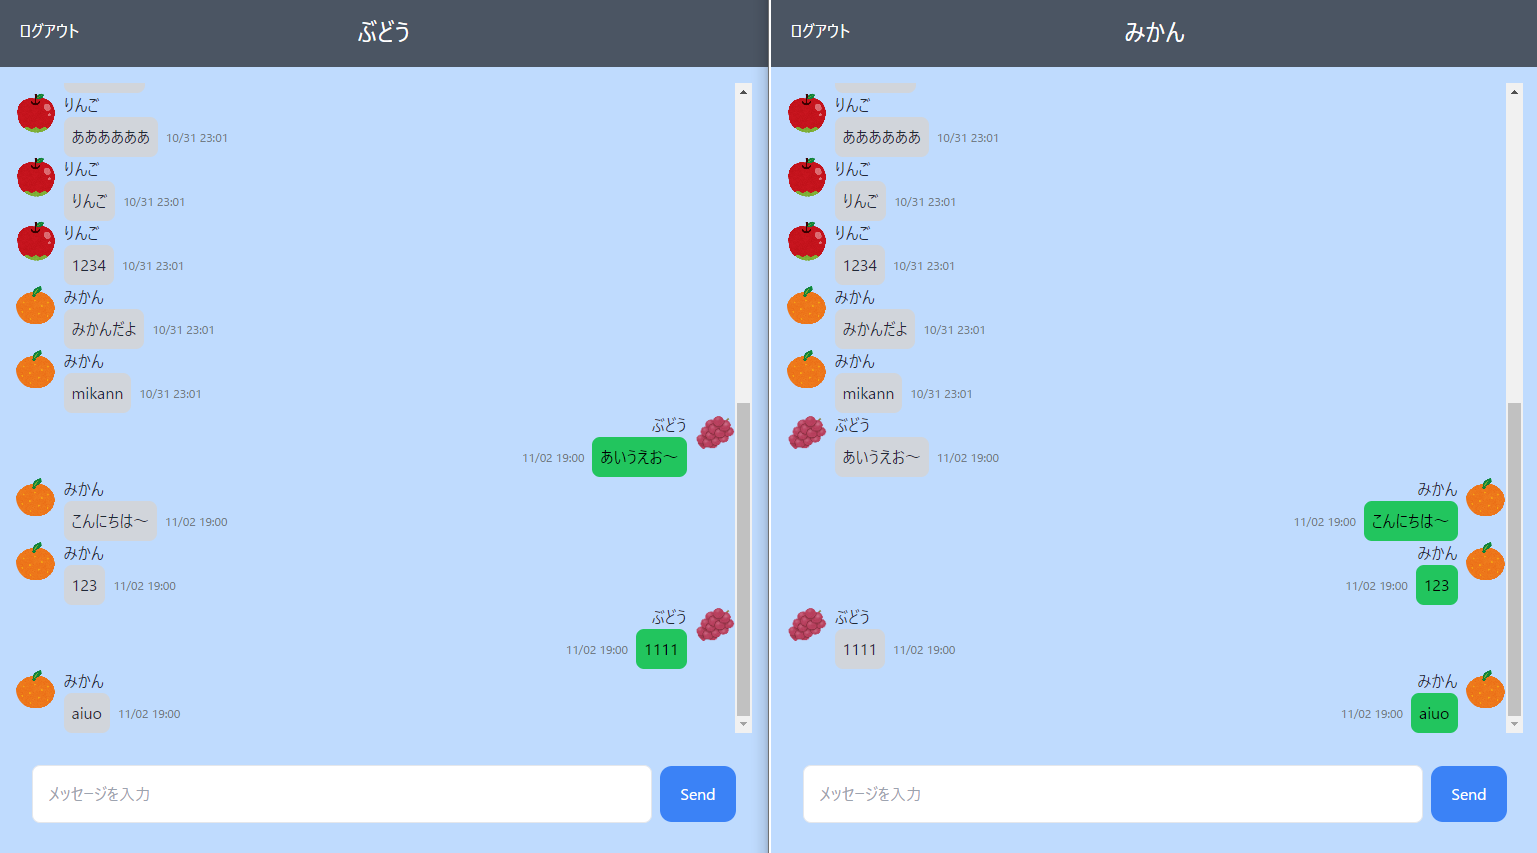 ログアウト
ぶどう
りんご
ああああああ
10/31 23:01
りんご
りんご
10/31 23:01
りんご
1234
10/31 23:01
みかん
みかんだよ
10/31 23:01
みかん
mikann
10/31 23:01
ぶどう
11/02 19:00
あいうえお～
みかん
こんにちは～
11/02 19:00
みかん
123
11/02 19:00
ぶどう
11/02 19:00
1111
みかん
aiuo
11/02 19:00
メッセージを入力
Send
ログアウト
みかん
りんご
ああああああ
10/31 23:01
りんご
りんご
10/31 23:01
りんご
1234
10/31 23:01
みかん
みかんだよ
10/31 23:01
みかん
mikann
10/31 23:01
ぶどう
あいうえお～
11/02 19:00
みかん
11/02 19:00
こんにちは～
みかん
11/02 19:00
123
ぶどう
1111
11/02 19:00
みかん
11/02 19:00
aiuo
メッセージを入力
Send